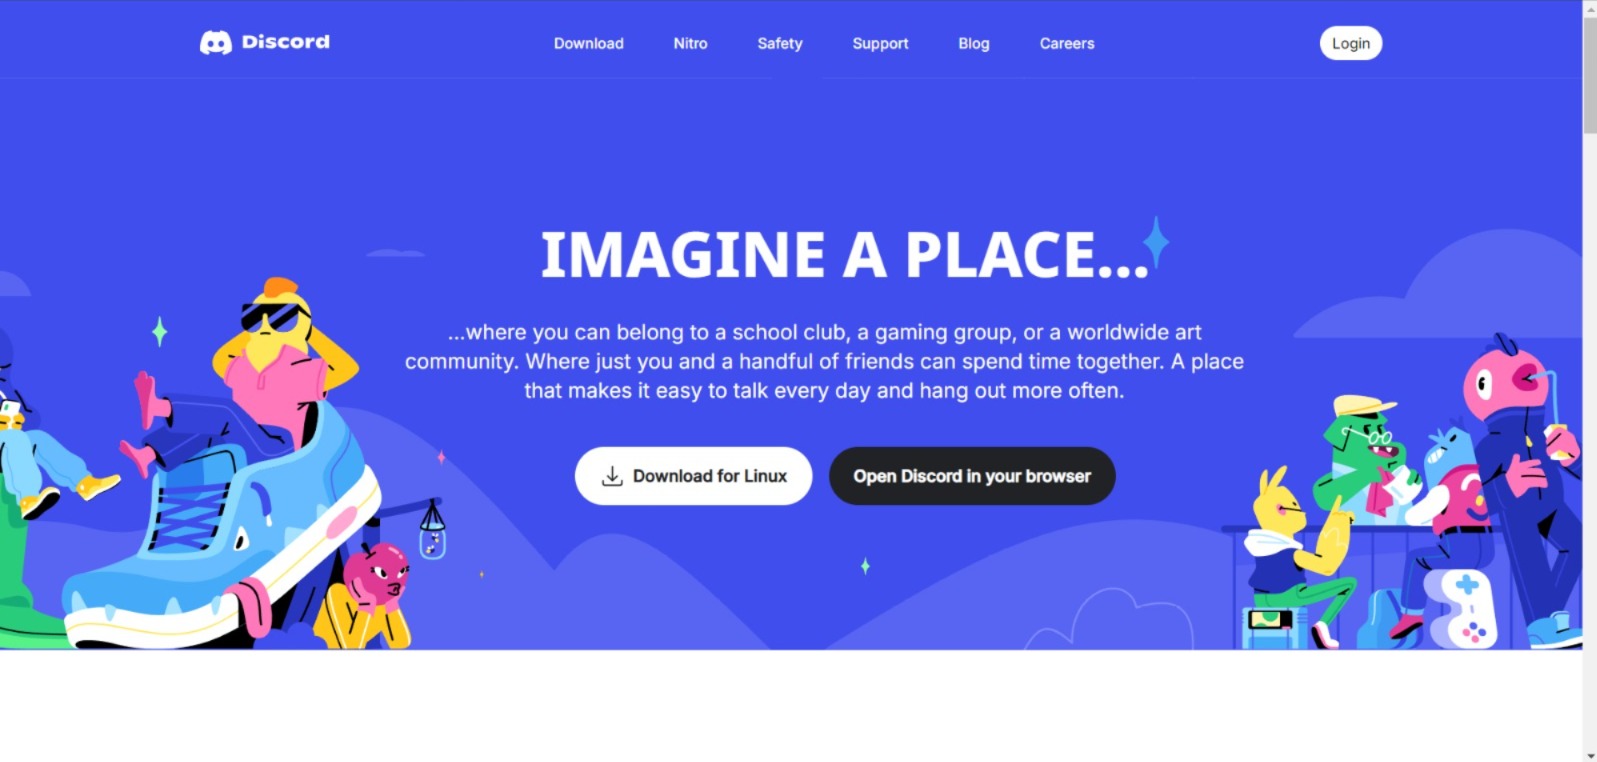 Discord
Download
Nitro
Safety
Support
Blog
Careers
Login
IMAGINE A PLACE...
...where you can belong to a school club, a gaming group, or a worldwide art
community. Where just you and a handful of friends can spend time together. A place
that makes it easy to talk every day and hang out more often.
Download for Linux
Open Discord in your browser